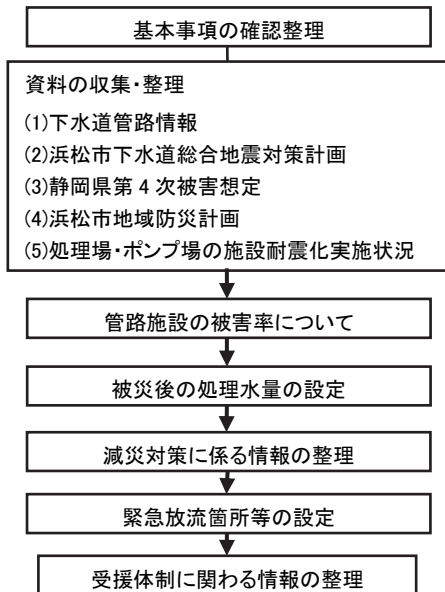 基本事項の確認整理
資料の収集・整理
(1)下水道管路情報
(2)浜松市下水道総合地震対策計画
(3)静岡県第4次被害想定
(4)浜松市地域防災計画
(5)処理場・ポンプ場の施設耐震化実施状況
管路施設の被害率について
被災後の処理水量の設定
減災対策に係る情報の整理
緊急放流箇所等の設定
受援体制に関わる情報の整理